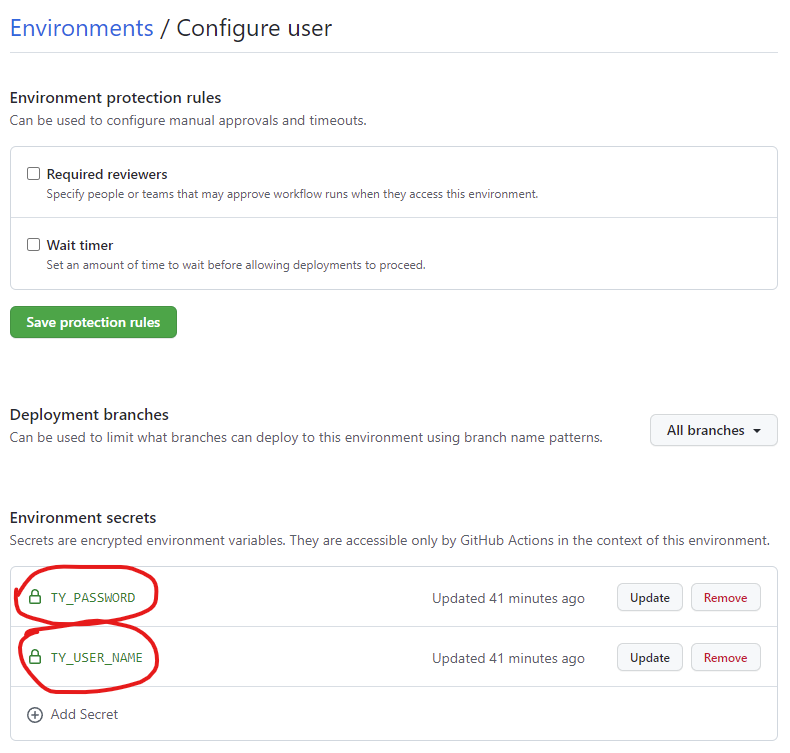 Environments / Configure user
Environment protection rules
Can be used to configure manual approvals and timeouts.
Required reviewers
Specify people or teams that may approve workflow runs when they access this environment.
Wait timer
Set an amount of time to wait before allowing deployments to proceed.
Save protection rules
Deployment branches
Can be used to limit what branches can deploy to this environment using branch name patterns.
All branches
Environment secrets
Secrets are encrypted environment variables. They are accessible only by GitHub Actions in the context of this environment.
TY_PASSWORD Updated 41 minutes ago Update Remove
TY_USER_NAME Updated 41 minutes ago Update Remove
Add Secret